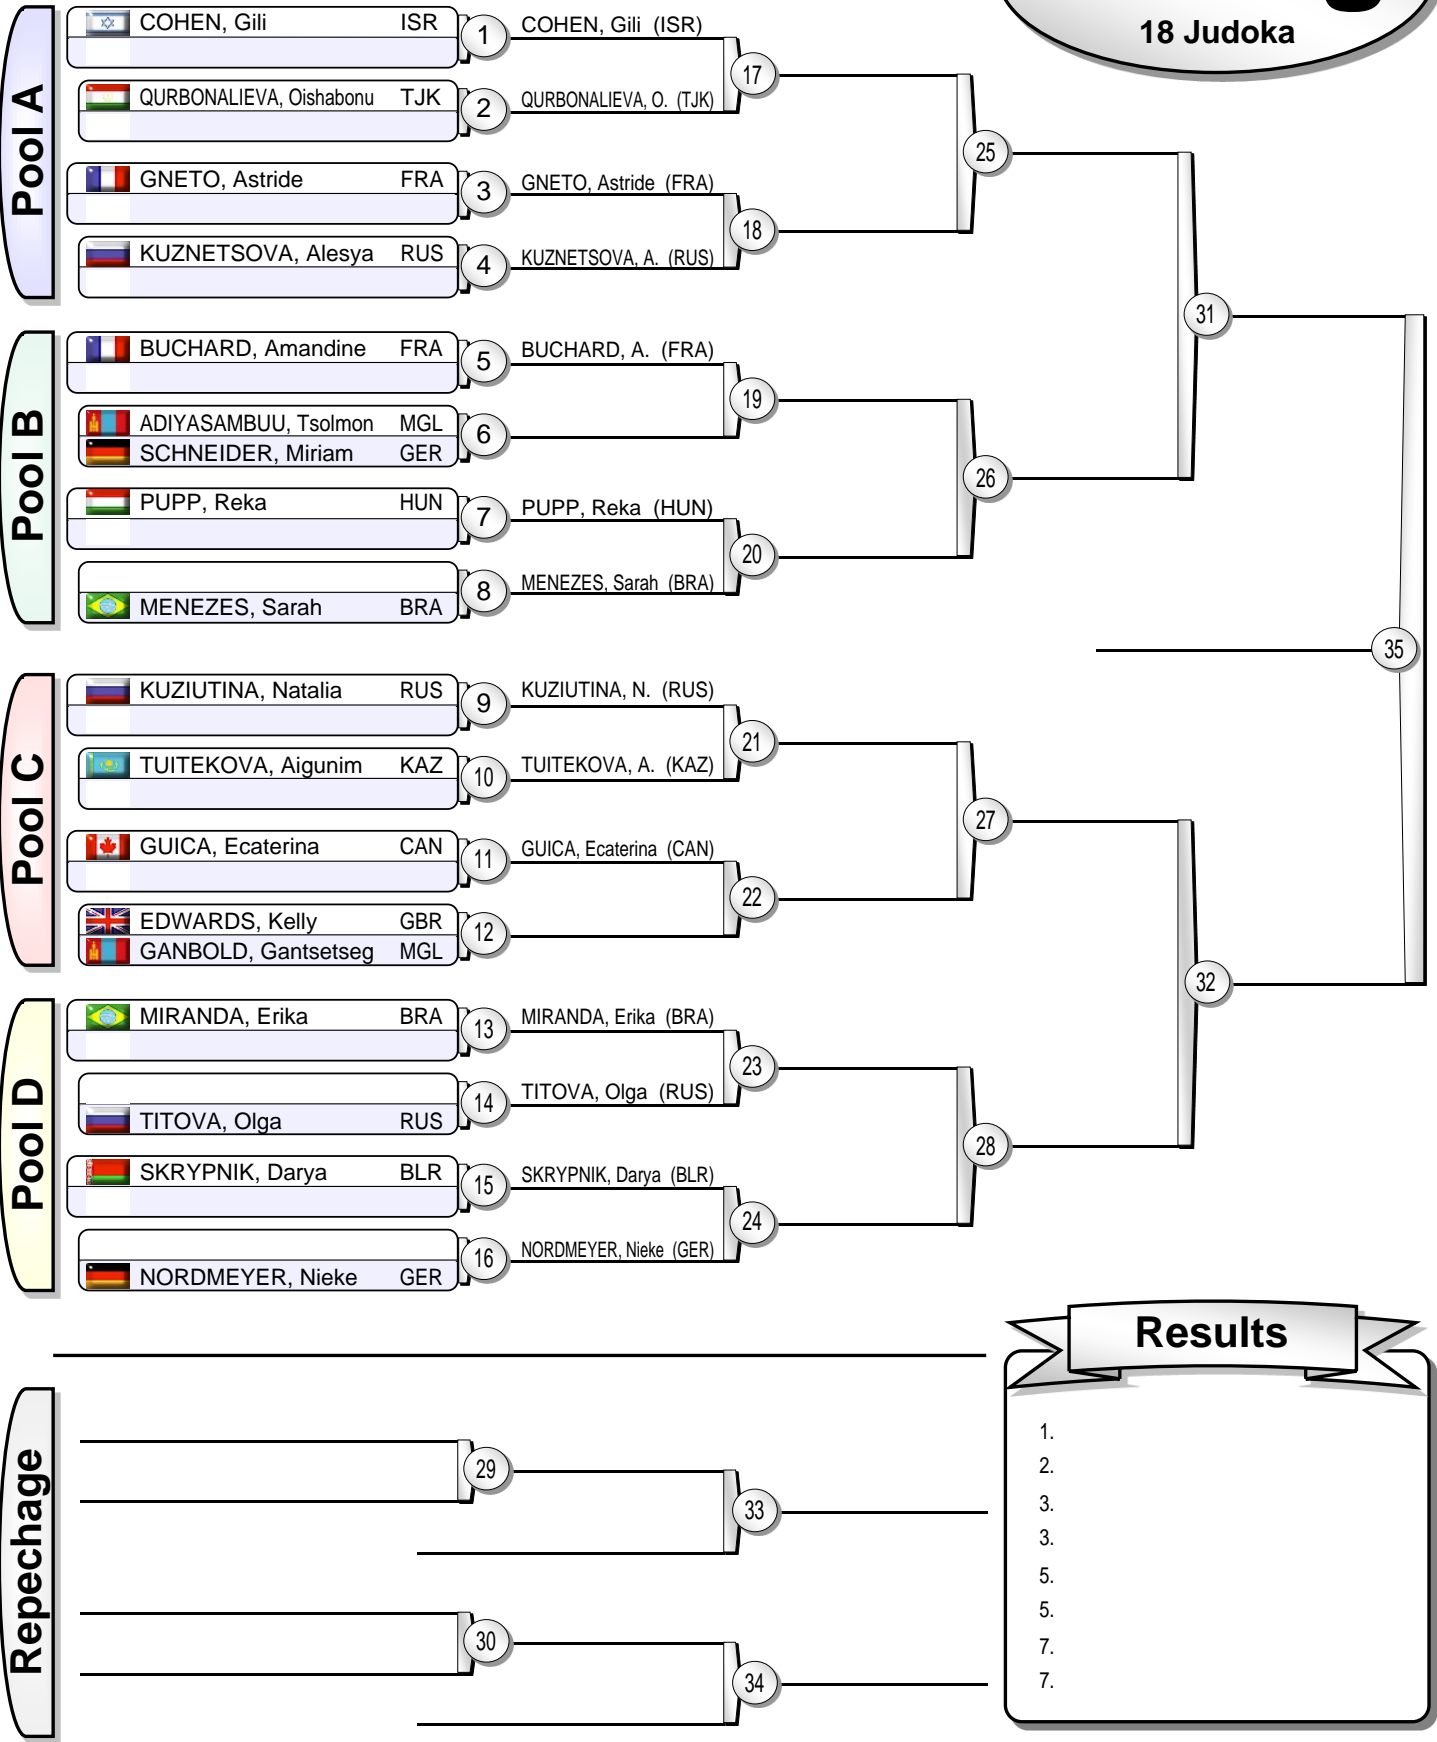 18 Judoka
Pool A
COHEN, Gili ISR 1 COHEN, Gili (ISR)
17
QURBONALIEVA, Oishabonu TJK 2 QURBONALIEVA, O. (TJK)
25
GNETO, Astride FRA 3 GNETO, Astride (FRA)
18
KUZNETSOVA, Alesya RUS 4 KUZNETSOVA, A. (RUS)
31
Pool B
BUCHARD, Amandine FRA 5 BUCHARD, A. (FRA)
19
ADIYASAMBUU, Tsolmon MGL 6
SCHNEIDER, Miriam GER
26
PUPP, Reka HUN 7 PUPP, Reka (HUN)
20
8 MENEZES, Sarah (BRA)
MENEZES, Sarah BRA
35
Pool C
KUZIUTINA, Natalia RUS 9 KUZIUTINA, N. (RUS)
21
TUITEKOVA, Aigunim KAZ 10 TUITEKOVA, A. (KAZ)
27
GUICA, Ecaterina CAN 11 GUICA, Ecaterina (CAN)
22
EDWARDS, Kelly GBR 12
GANBOLD, Gantsetseg MGL
32
Pool D
MIRANDA, Erika BRA 13 MIRANDA, Erika (BRA)
23
14 TITOVA, Olga (RUS)
TITOVA, Olga RUS
28
SKRYPNIK, Darya BLR 15 SKRYPNIK, Darya (BLR)
24
16 NORDMEYER, Nieke (GER)
NORDMEYER, Nieke GER
Repechage
29
33
30
34
Results
1.
2.
3.
3.
5.
5.
7.
7.